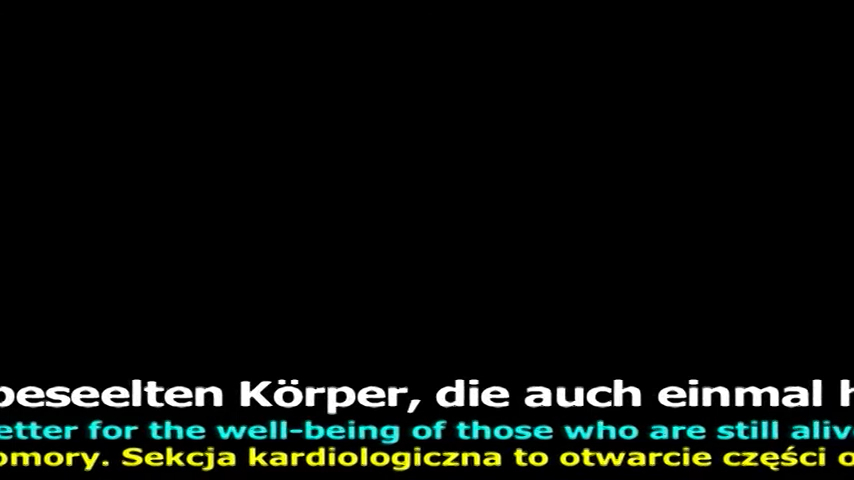 beseelten Körper, die auch einmal h
etter for the well-being of those who are still aliv
omory. Sekcja kardiologiczna to otwarcie części o